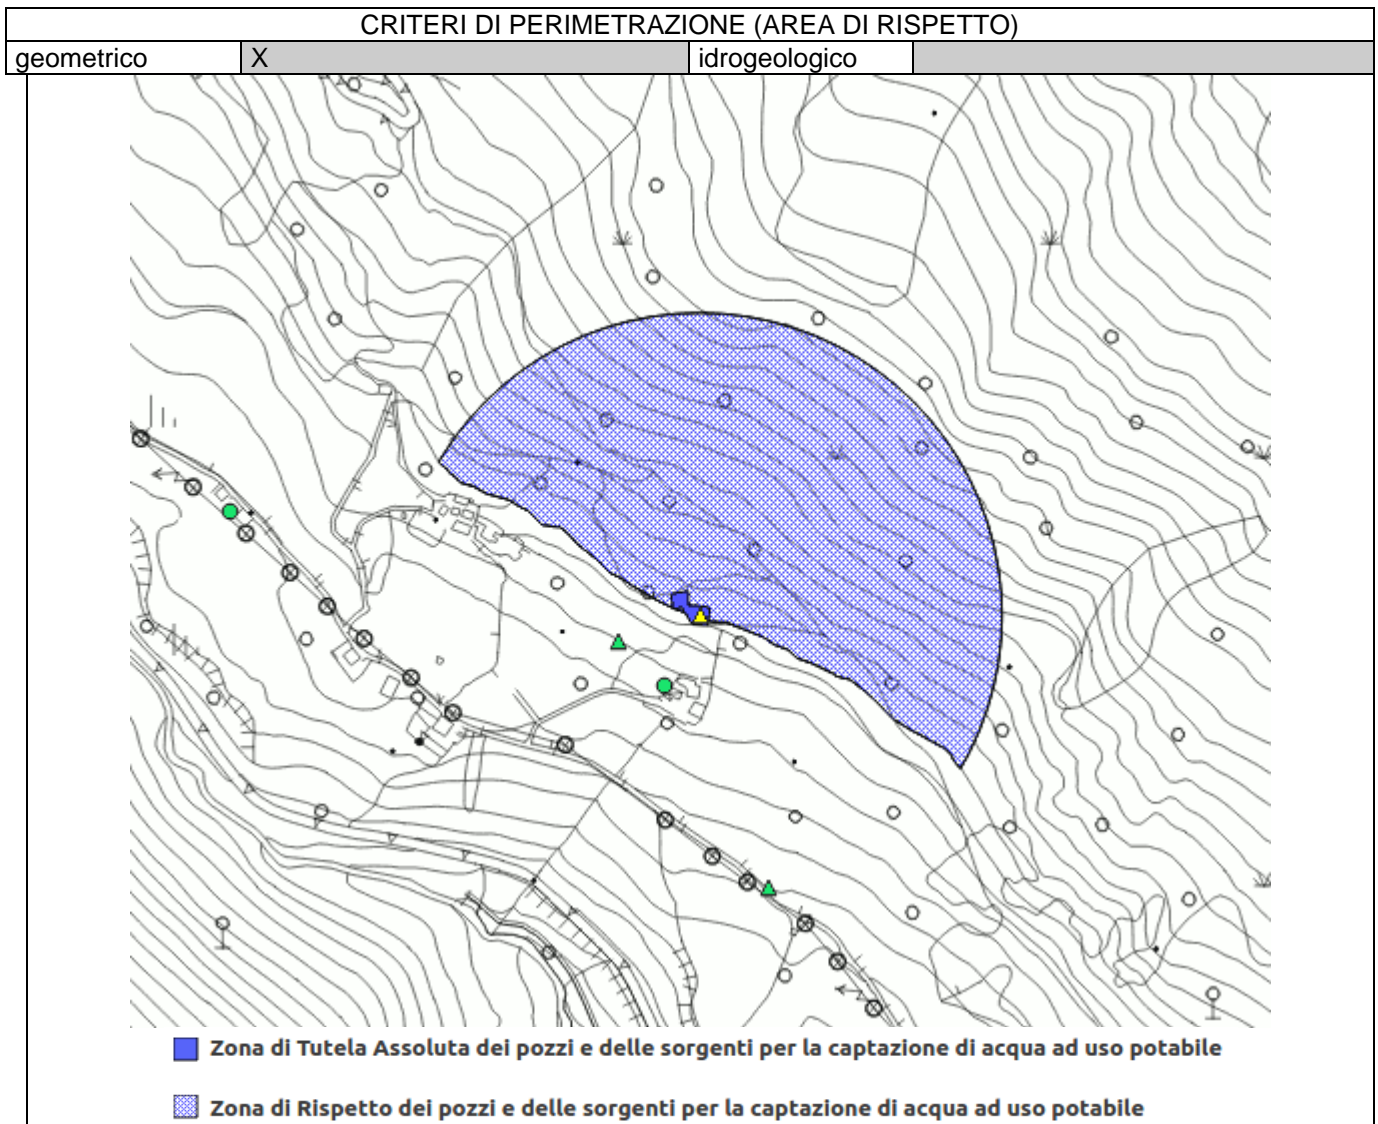 CRITERI DI PERIMETRAZIONE (AREA DI RISPETTO)
geometrico X idrogeologico
Zona di Tutela Assoluta dei pozzi e delle sorgenti per la captazione di acqua ad uso potabile
Zona di Rispetto dei pozzi e delle sorgenti per la captazione di acqua ad uso potabile